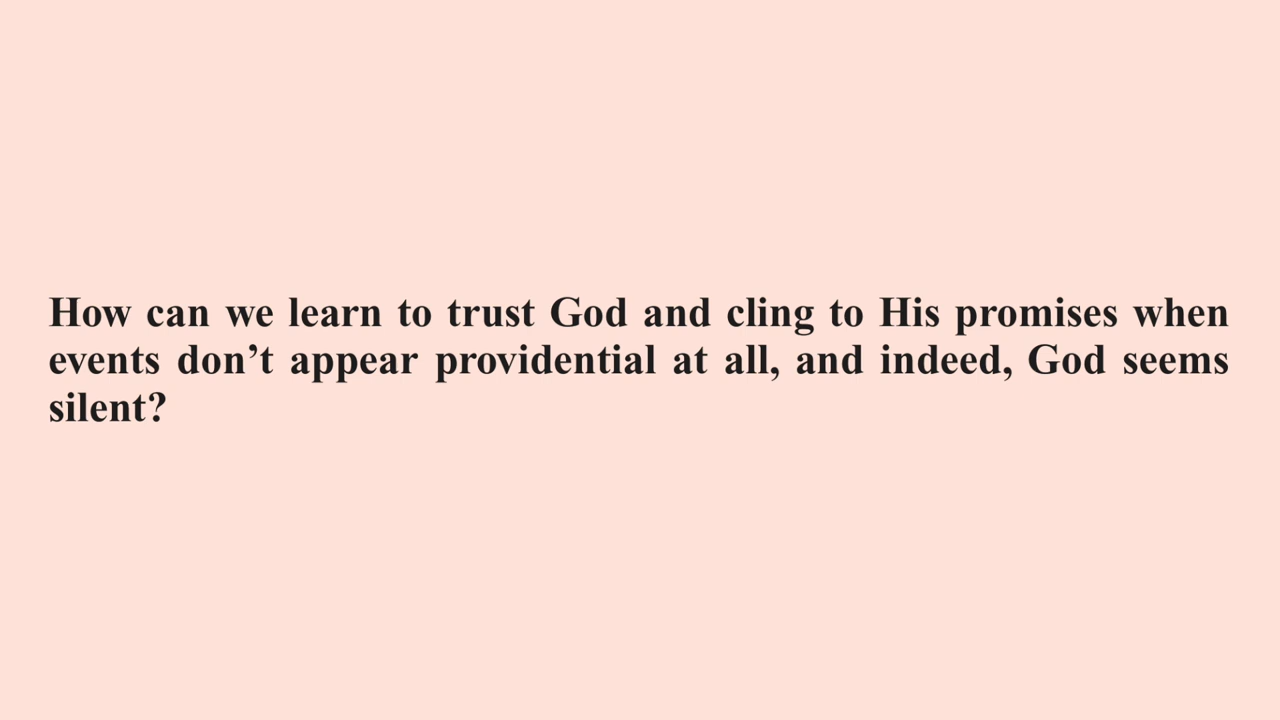 How can we learn to trust God and cling to His promises when
events don’t appear providential at all, and indeed, God seems
silent?